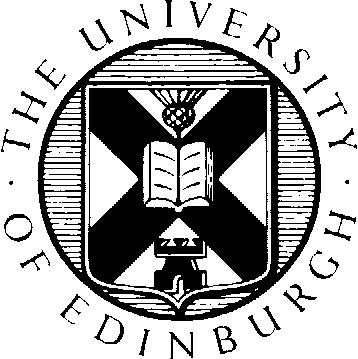 THE UNIVERSITY
· OF EDINBURGH ·